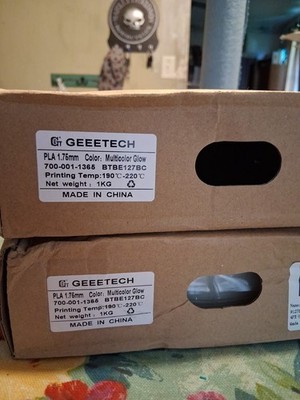 GEEETECH
PLA 1.75mm Color: Multicolor Glow
700-001-1365 BTBE127BC
Printing Temp:190℃-220℃
Net weight: 1KG
MADE IN CHINA
GEEETECH
PLA 1.75mm Color: Multicolor Glow
700-001-1365 BTBE127BC
Printing Temp:190℃-220℃
Net weight: 1KG
MADE IN CHINA